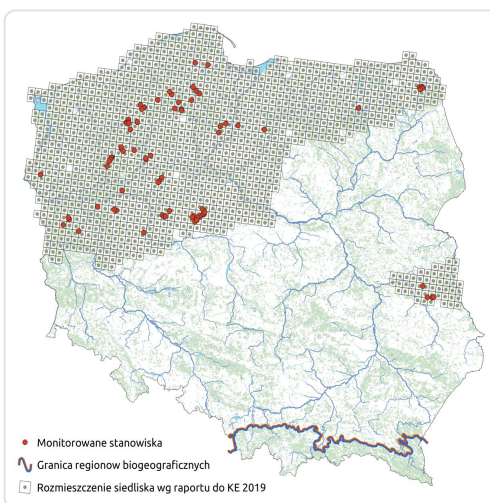 Monitorowane stanowiska
Granica regionow biogeograficznych
Rozmieszczenie siedliska wg raportu do KE 2019